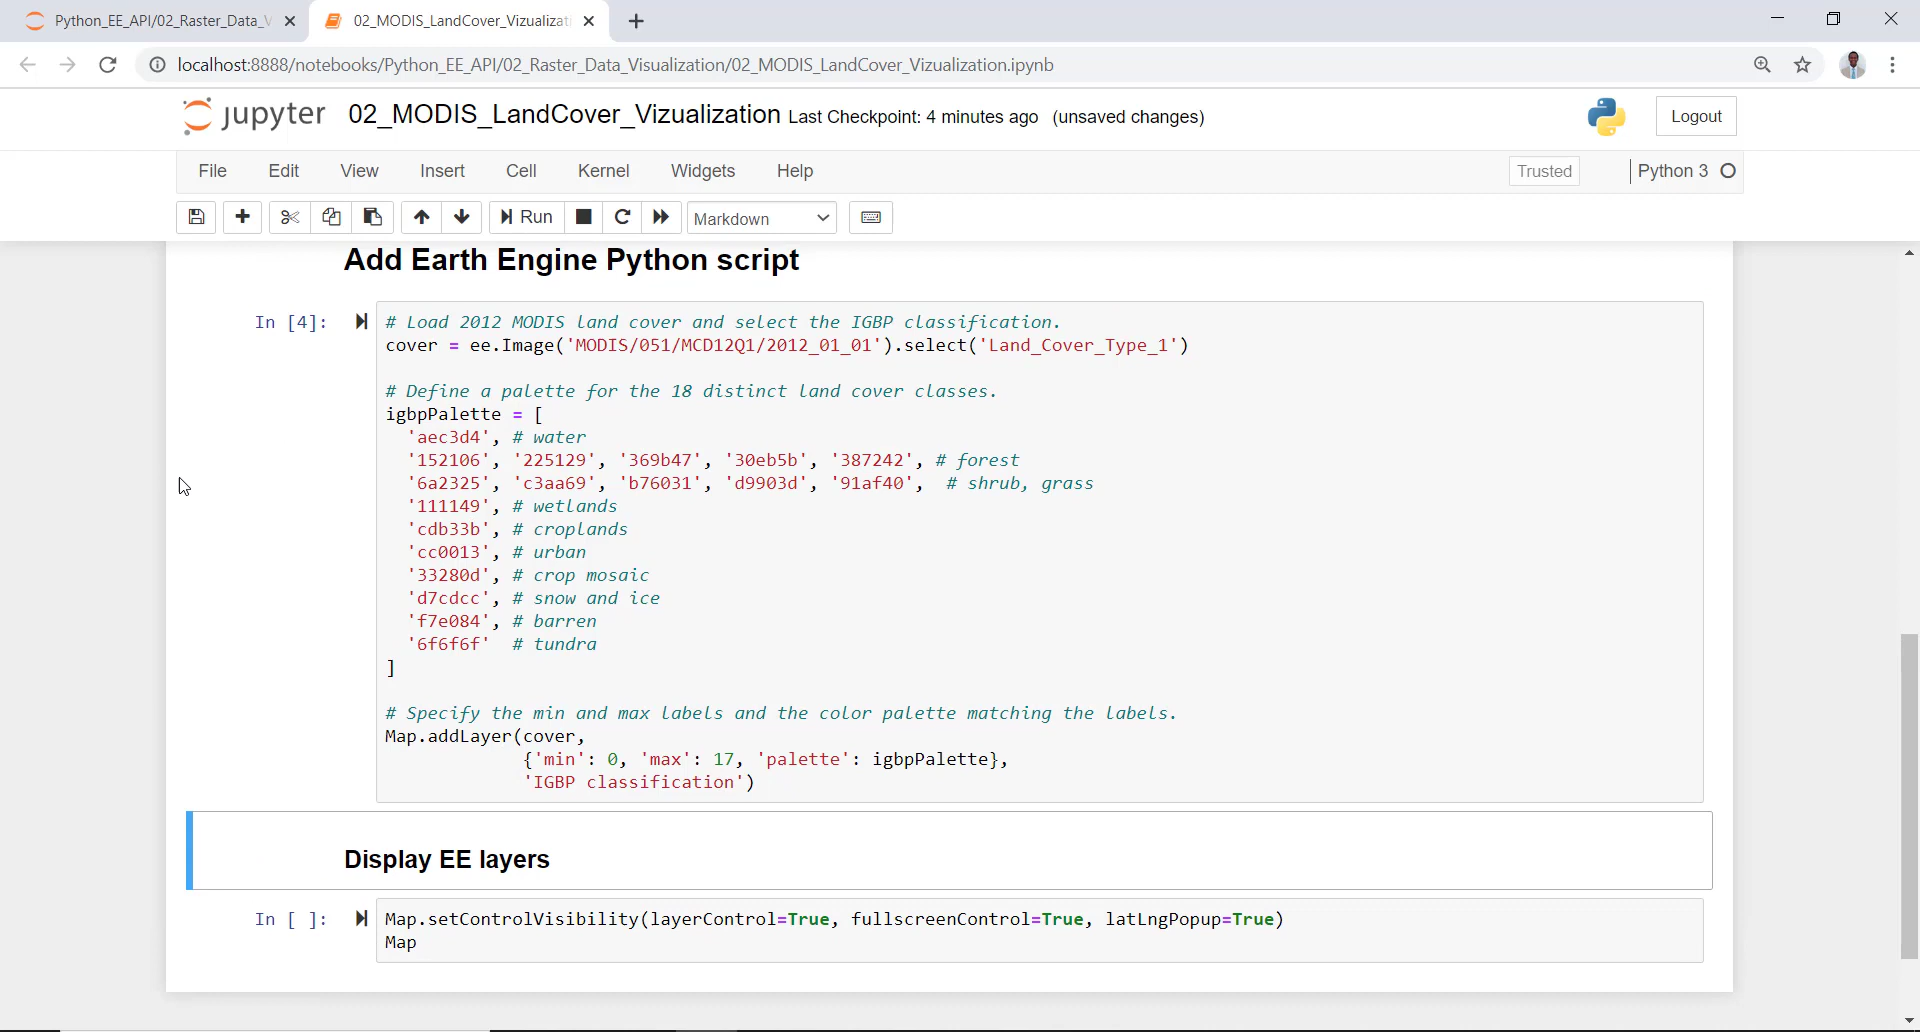 Python_EE_API/02_Raster_Data_V
02_MODIS_LandCover_Vizualizat
localhost:8888/notebooks/Python_EE_API/02_Raster_Data_Visualization/02_MODIS_LandCover_Vizualization.ipynb
jupyter 02_MODIS_LandCover_Vizualization Last Checkpoint: 4 minutes ago (unsaved changes)
Logout
File Edit View Insert Cell Kernel Widgets Help Trusted Python 3
Run Markdown
Add Earth Engine Python script
In [4]: # Load 2012 MODIS land cover and select the IGBP classification.
cover = ee.Image('MODIS/051/MCD12Q1/2012_01_01').select('Land_Cover_Type_1')
# Define a palette for the 18 distinct land cover classes.
igbpPalette = [
'aec3d4', # water
'152106', '225129', '369b47', '30eb5b', '387242', # forest
'6a2325', 'c3aa69', 'b76031', 'd9903d', '91af40', # shrub, grass
'111149', # wetlands
'cdb33b', # croplands
'cc0013', # urban
'33280d', # crop mosaic
'd7cdcc', # snow and ice
'f7e084', # barren
'6f6f6f' # tundra
]
# Specify the min and max labels and the color palette matching the labels.
Map.addLayer(cover,
{'min': 0, 'max': 17, 'palette': igbpPalette},
'IGBP classification')
Display EE layers
In [ ]: Map.setControlVisibility(layerControl=True, fullscreenControl=True, latLngPopup=True)
Map